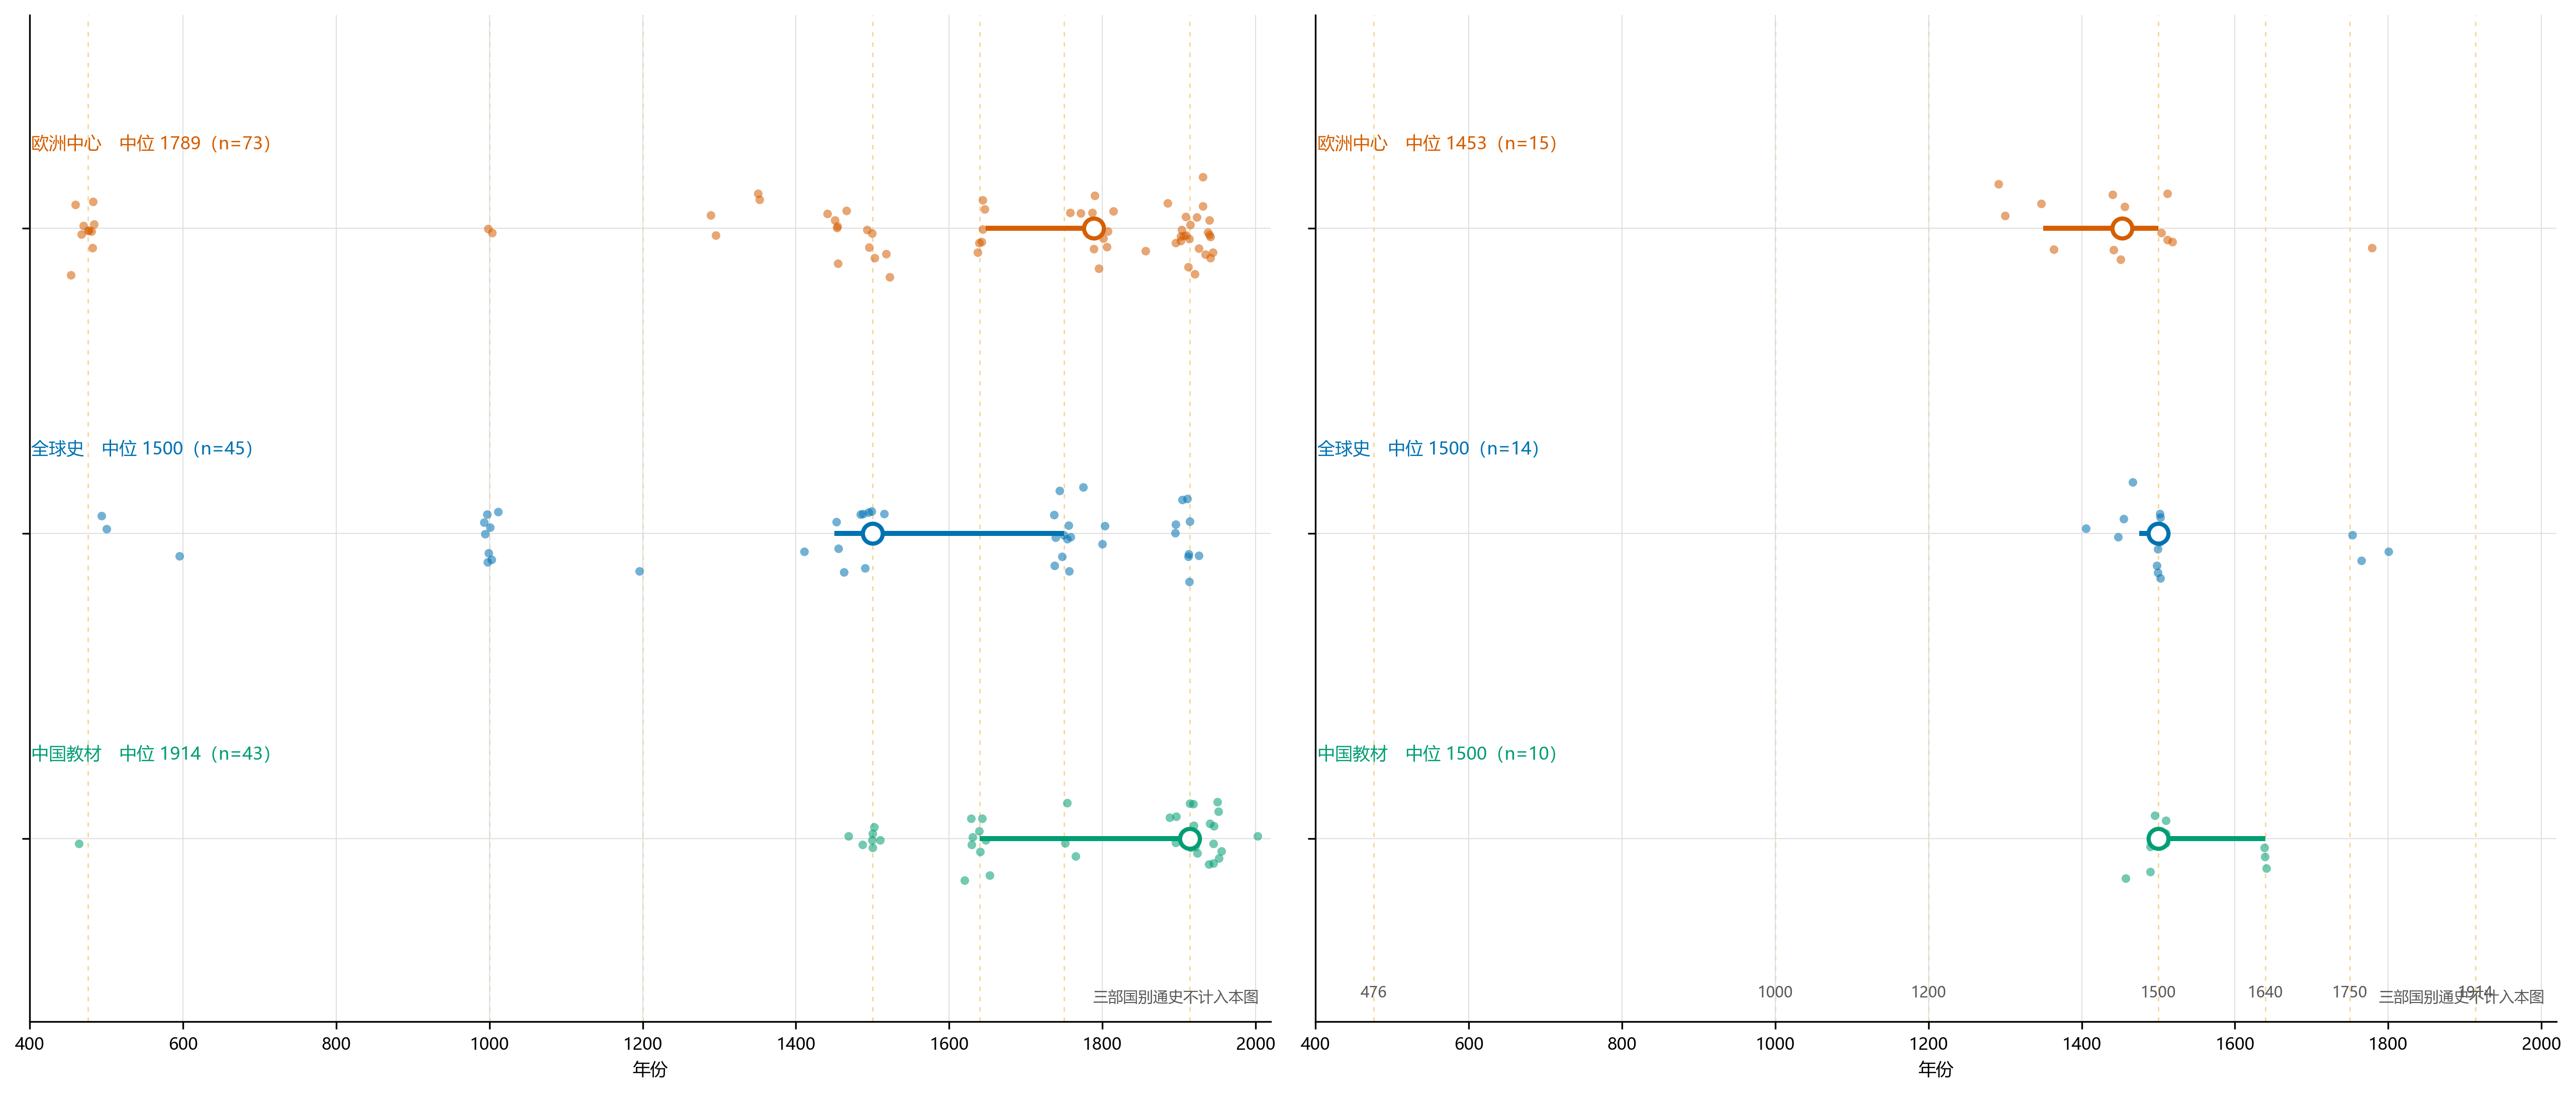 欧洲中心 中位 1789 (n=73)
全球史 中位 1500 (n=45)
中国教材 中位 1914 (n=43)
三部国别通史不计入本图
400 600 800 1000 1200 1400 1600 1800 2000
年份
欧洲中心 中位 1453 (n=15)
全球史 中位 1500 (n=14)
中国教材 中位 1500 (n=10)
476 1000 1200 1500 1640 1750 1914
三部国别通史不计入本图
400 600 800 1000 1200 1400 1600 1800 2000
年份